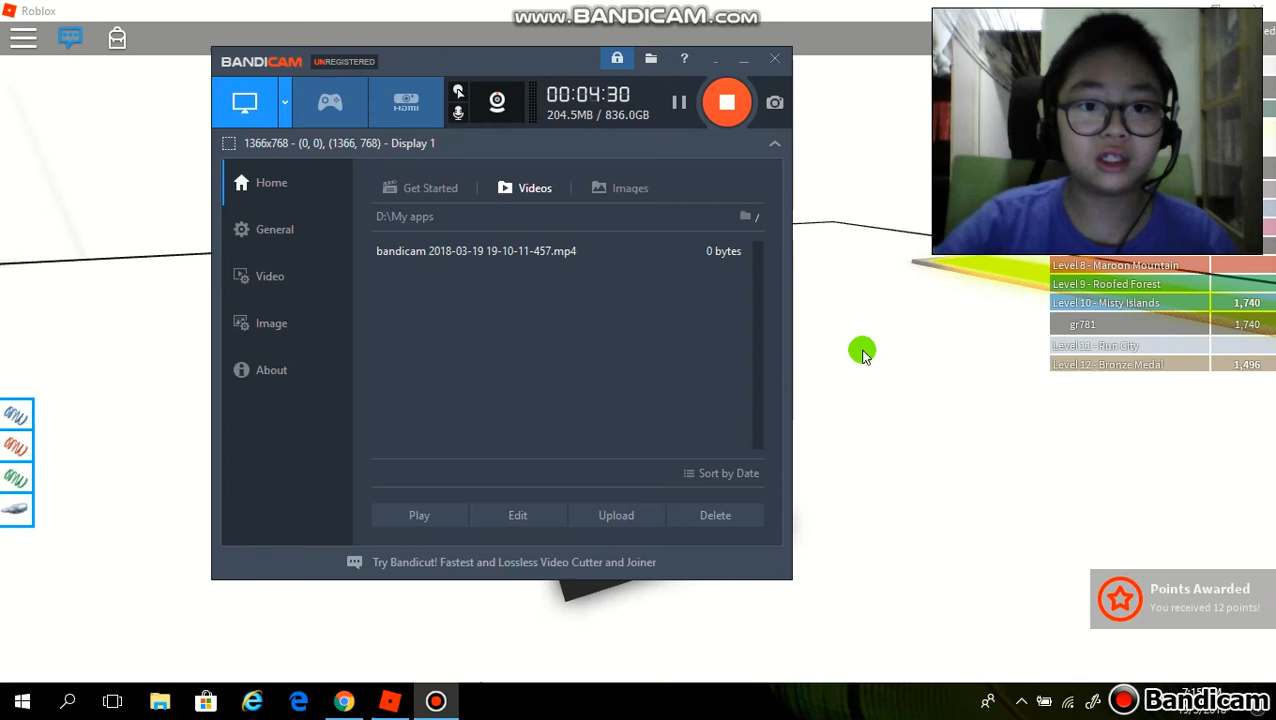 Roblox
www.BANDICAM.com
BANDICAM UNREGISTERED
?
HDMI
00:04:30
204.5MB / 836.0GB
1366x768 - (0, 0), (1366, 768) - Display 1
Home
General
Video
Image
About
Get Started
Videos
Images
D:\My apps
/
bandicam 2018-03-19 19-10-11-457.mp4 0 bytes
Sort by Date
Play
Edit
Upload
Delete
Try Bandicut! Fastest and Lossless Video Cutter and Joiner
Level 8 - Maroon Mountain
Level 9 - Roofed Forest
Level 10 - Misty Islands 1,740
gr781 1,740
Level 11 - Run City
Level 12 - Bronze Medal 1,496
Points Awarded
You received 12 points!
Bandicam